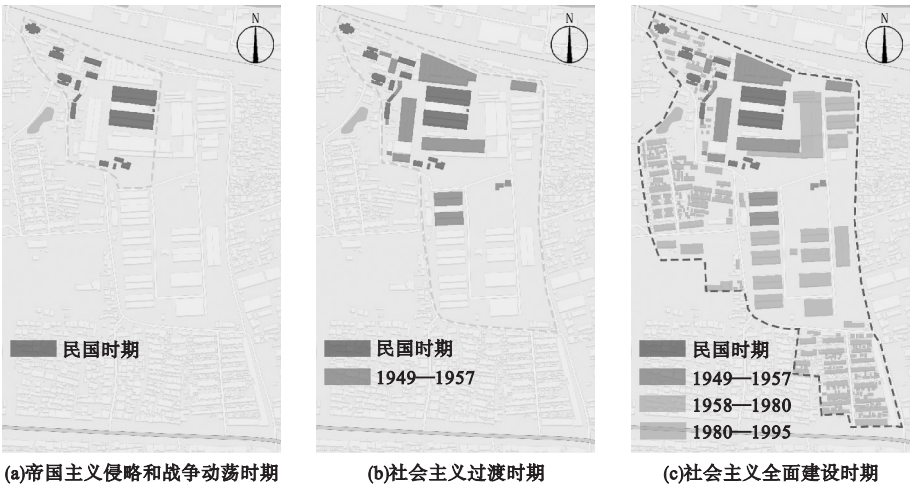 N
民国时期
(a)帝国主义侵略和战争动荡时期
N
民国时期
1949—1957
(b)社会主义过渡时期
N
民国时期
1949—1957
1958—1980
1980—1995
(c)社会主义全面建设时期